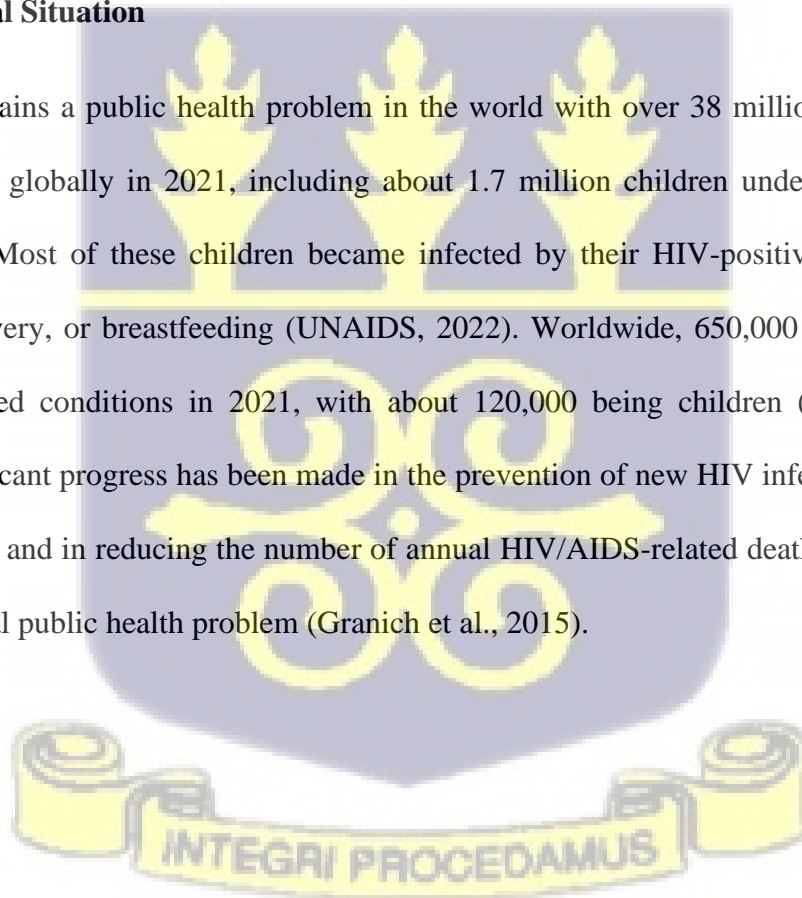 al Situation
ains a public health problem in the world with over 38 millio
globally in 2021, including about 1.7 million children unde
Most of these children became infected by their HIV-positiv
very, or breastfeeding (UNAIDS, 2022). Worldwide, 650,000
ed conditions in 2021, with about 120,000 being children (
cant progress has been made in the prevention of new HIV infe
and in reducing the number of annual HIV/AIDS-related death
al public health problem (Granich et al., 2015).
INTEGRI PROCEDAMUS